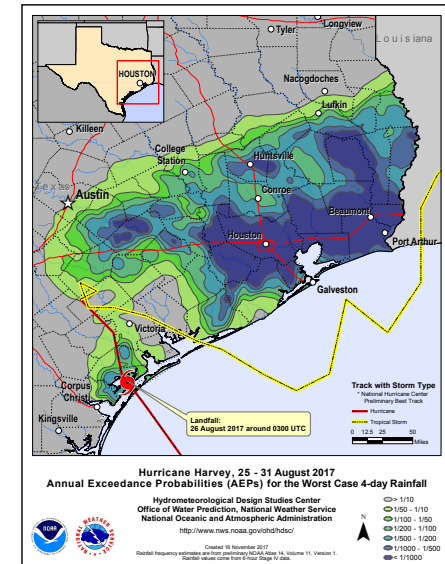 Tyler
Longview
Louisiana
Nacogdoches
HOUSTON
Lufkin
Killeen
College
Station
Huntsville
Texas
Conroe
Austin
Beaumont
Houston
Port Arthur
Galveston
Victoria
Corpus
Christi
Kingsville
Landfall:
26 August 2017 around 0300 UTC
Track with Storm Type
* National Hurricane Center
Preliminary Best Track
Hurricane
Tropical Storm
0 12.5 25 50
Miles
Hurricane Harvey, 25 - 31 August 2017
Annual Exceedance Probabilities (AEPs) for the Worst Case 4-day Rainfall
Hydrometeorological Design Studies Center
Office of Water Prediction, National Weather Service
National Oceanic and Atmospheric Administration
http://www.nws.noaa.gov/ohd/hdsc/
Created 16 November 2017
Rainfall frequency estimates are from preliminary NOAA Atlas 14, Volume 11, Version 1.
Rainfall values come from 6-hour Stage IV data.
NOAA
NATIONAL WEATHER SERVICE
N
> 1/10
1/50 - 1/10
1/100 - 1/50
1/200 - 1/100
1/500 - 1/200
1/1000 - 1/500
< 1/1000